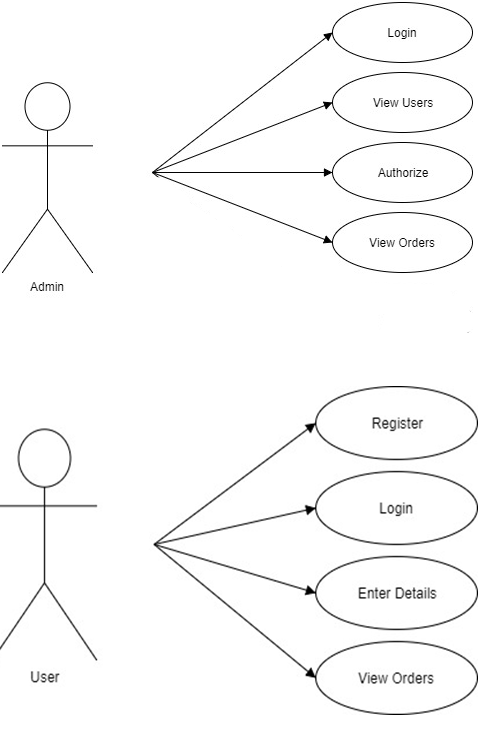 Login
View Users
Authorize
View Orders
Admin
Register
Login
Enter Details
View Orders
User